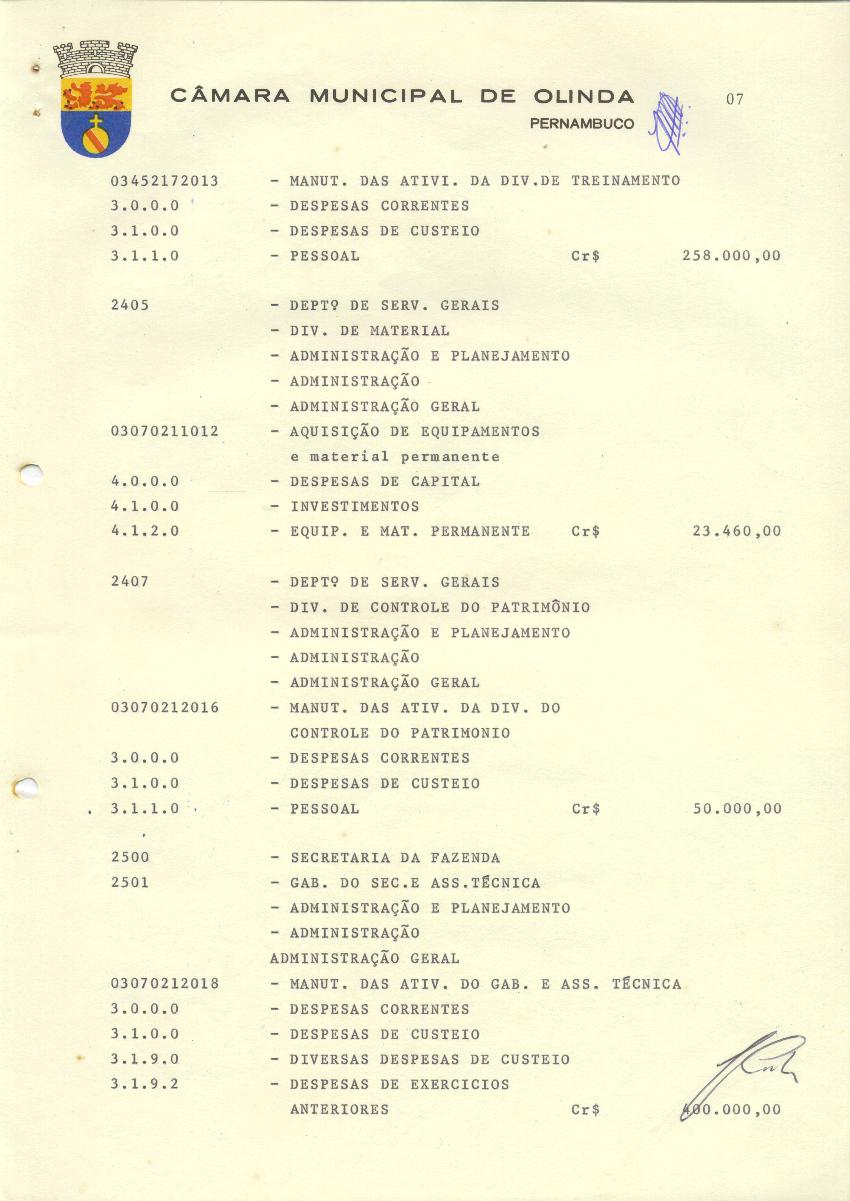 CÂMARA MUNICIPAL DE OLINDA 07
PERNAMBUCO
03452172013 - MANUT. DAS ATIVI. DA DIV.DE TREINAMENTO
3.0.0.0 - DESPESAS CORRENTES
3.1.0.0 - DESPESAS DE CUSTEIO
3.1.1.0 - PESSOAL Cr$ 258.000,00
2405 - DEPTº DE SERV. GERAIS
- DIV. DE MATERIAL
- ADMINISTRAÇÃO E PLANEJAMENTO
- ADMINISTRAÇÃO
- ADMINISTRAÇÃO GERAL
03070211012 - AQUISIÇÃO DE EQUIPAMENTOS
e material permanente
4.0.0.0 - DESPESAS DE CAPITAL
4.1.0.0 - INVESTIMENTOS
4.1.2.0 - EQUIP. E MAT. PERMANENTE Cr$ 23.460,00
2407 - DEPTº DE SERV. GERAIS
- DIV. DE CONTROLE DO PATRIMÔNIO
- ADMINISTRAÇÃO E PLANEJAMENTO
- ADMINISTRAÇÃO
- ADMINISTRAÇÃO GERAL
03070212016 - MANUT. DAS ATIV. DA DIV. DO
CONTROLE DO PATRIMONIO
3.0.0.0 - DESPESAS CORRENTES
3.1.0.0 - DESPESAS DE CUSTEIO
3.1.1.0 - PESSOAL Cr$ 50.000,00
2500 - SECRETARIA DA FAZENDA
2501 - GAB. DO SEC.E ASS.TÉCNICA
- ADMINISTRAÇÃO E PLANEJAMENTO
- ADMINISTRAÇÃO
ADMINISTRAÇÃO GERAL
03070212018 - MANUT. DAS ATIV. DO GAB. E ASS. TÉCNICA
3.0.0.0 - DESPESAS CORRENTES
3.1.0.0 - DESPESAS DE CUSTEIO
3.1.9.0 - DIVERSAS DESPESAS DE CUSTEIO
3.1.9.2 - DESPESAS DE EXERCICIOS
ANTERIORES Cr$ 400.000,00